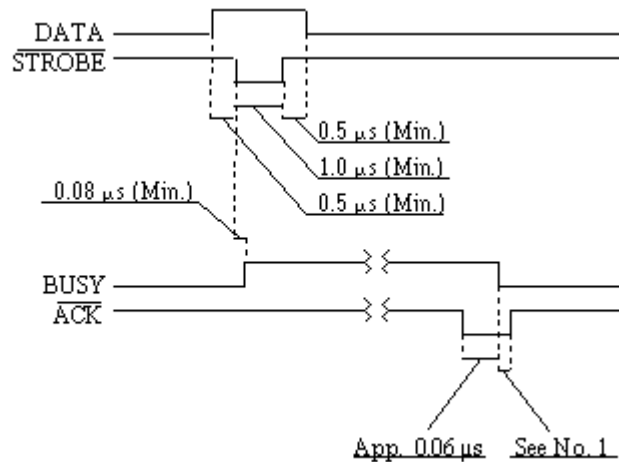 DATA
STROBE
0.5 µs (Min.)
1.0 µs (Min.)
0.08 µs (Min.)
0.5 µs (Min.)
BUSY
ACK
App. 0.06 µs
See No. 1